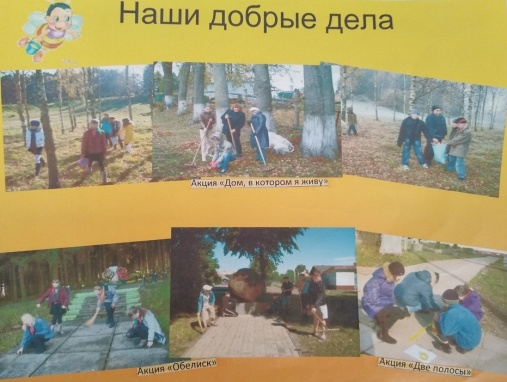 Наши добрые дела
Акция «Дом, в котором я живу»
Акция «Обелиск»
Акция «Две полосы»